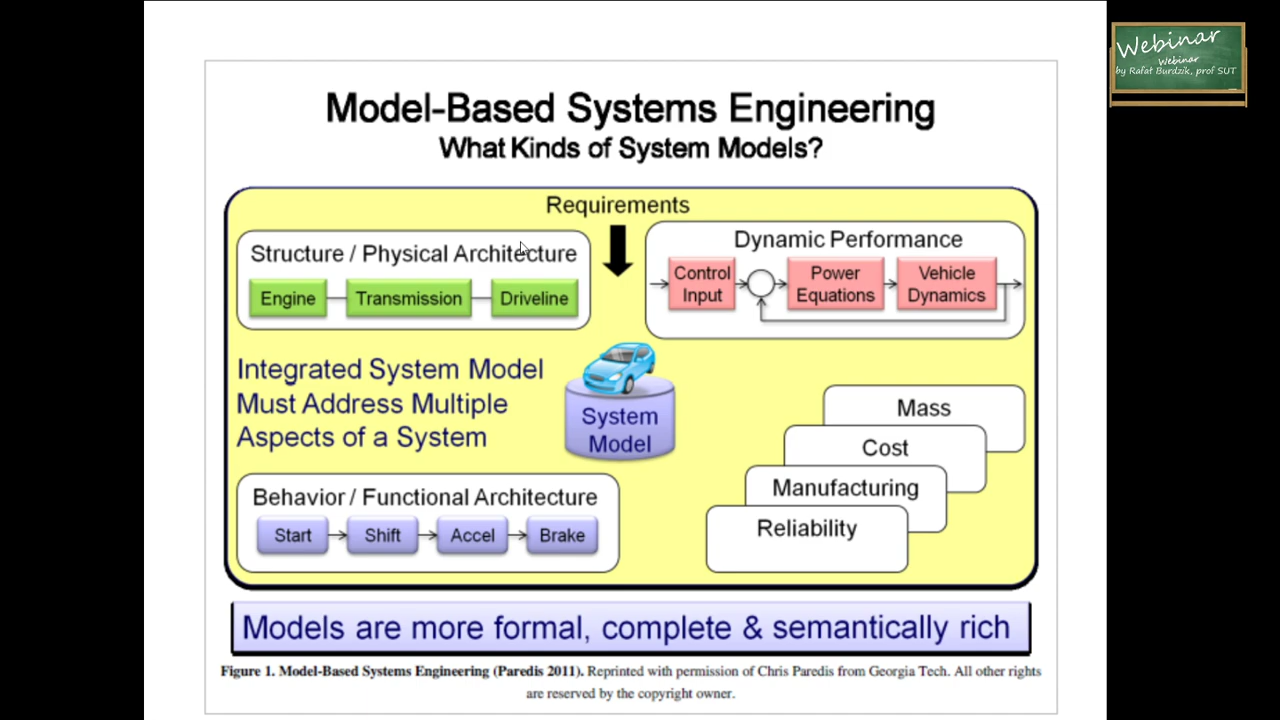 Webinar
Webinar
by Rafał Burdzik, prof SUT
Model-Based Systems Engineering
What Kinds of System Models?
Requirements
Structure / Physical Architecture
Engine
Transmission
Driveline
Dynamic Performance
Control
Input
Power
Equations
Vehicle
Dynamics
Integrated System Model
Must Address Multiple
Aspects of a System
System
Model
Mass
Cost
Manufacturing
Reliability
Behavior / Functional Architecture
Start
Shift
Accel
Brake
Models are more formal, complete & semantically rich
Figure 1. Model-Based Systems Engineering (Paredis 2011). Reprinted with permission of Chris Paredis from Georgia Tech. All other rights
are reserved by the copyright owner.